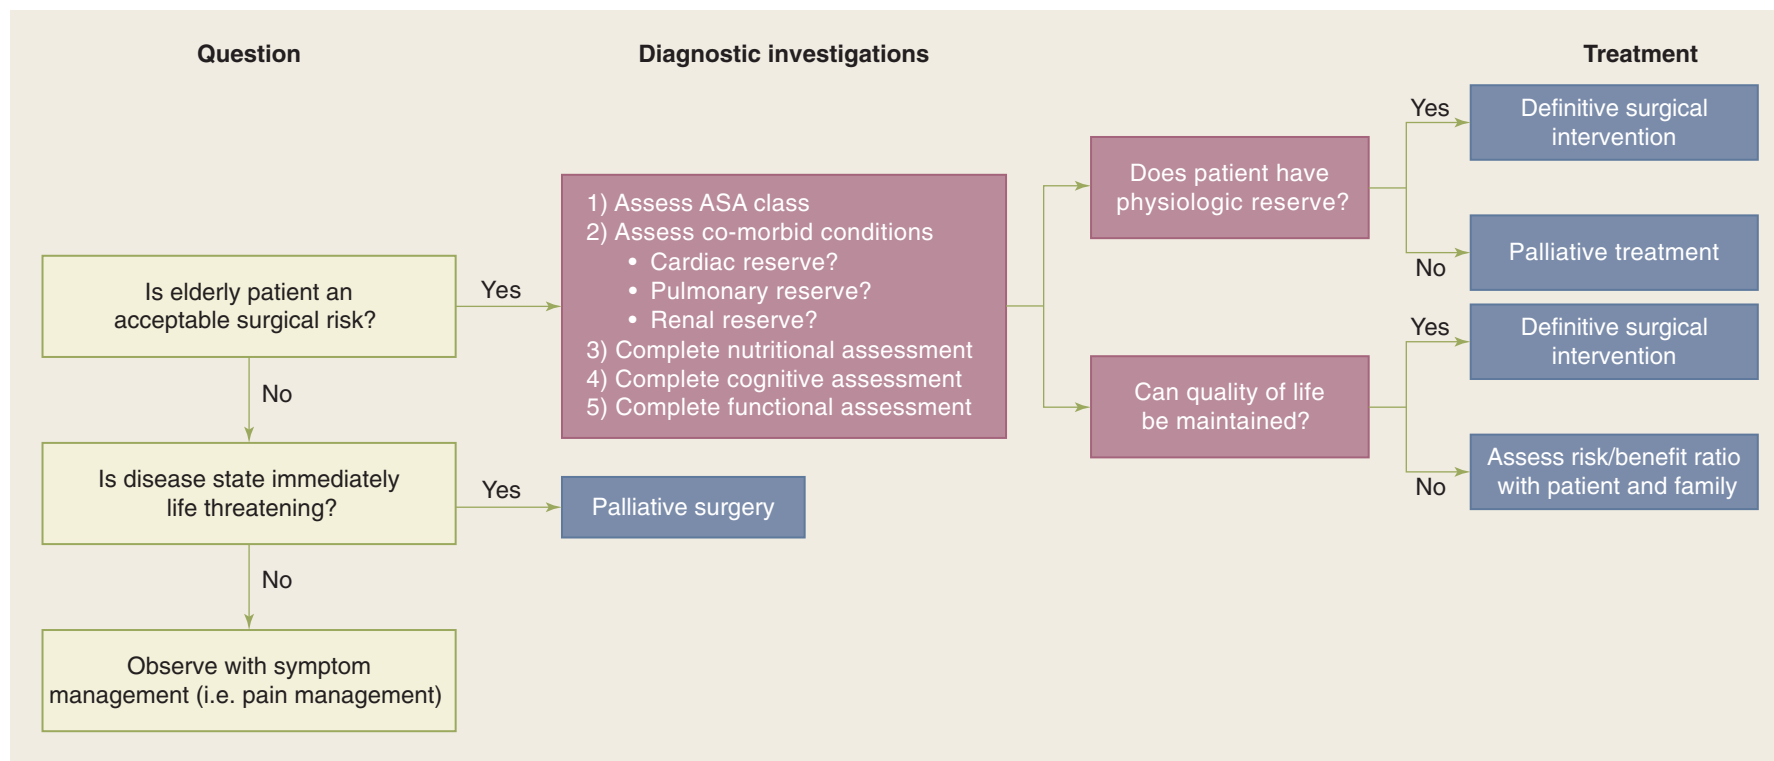 Question
Diagnostic investigations
Treatment
Is elderly patient an
acceptable surgical risk?
Yes
No
1) Assess ASA class
2) Assess co-morbid conditions
• Cardiac reserve?
• Pulmonary reserve?
• Renal reserve?
3) Complete nutritional assessment
4) Complete cognitive assessment
5) Complete functional assessment
Does patient have
physiologic reserve?
Yes
Definitive surgical
intervention
No
Palliative treatment
Can quality of life
be maintained?
Yes
Definitive surgical
intervention
No
Assess risk/benefit ratio
with patient and family
Is disease state immediately
life threatening?
Yes
Palliative surgery
No
Observe with symptom
management (i.e. pain management)